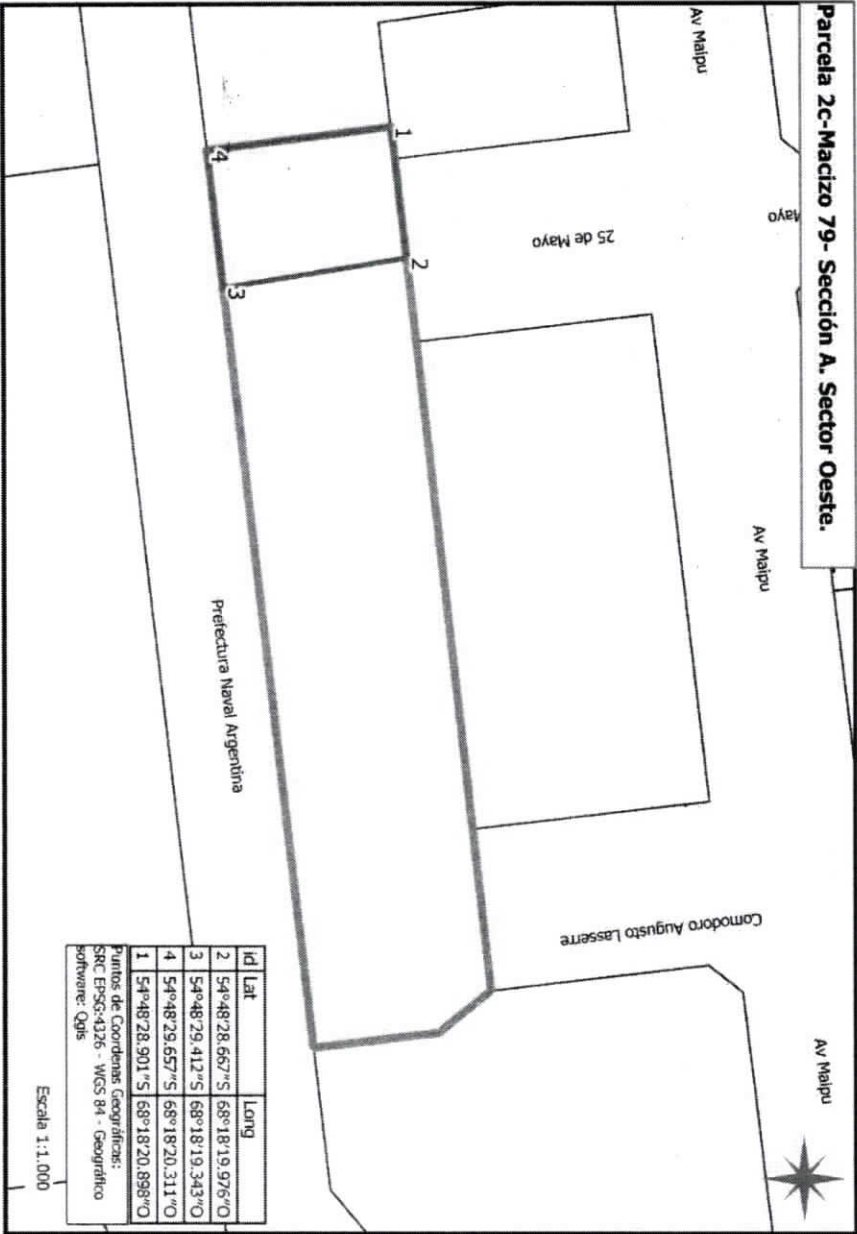 Parcela 2c-Macizo 79- Sección A. Sector Oeste.
Av Maipu
Mayo
25 de Mayo
Av Maipu
Av Maipu
Comodoro Augusto Lasserre
Prefectura Naval Argentina
1
2
3
4
id Lat Long
2 54°48'28.667"S 68°18'19.976"O
3 54°48'29.412"S 68°18'19.343"O
4 54°48'29.657"S 68°18'20.311"O
1 54°48'28.901"S 68°18'20.898"O
Puntos de Coordenas Geográficas:
SRC EPSG:4326 - WGS 84 - Geográfico
software: Qgis
Escala 1:1.000